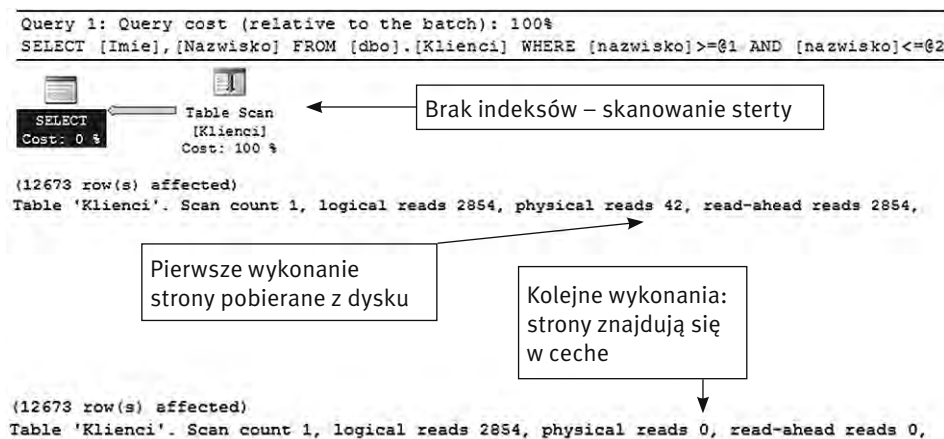 Query 1: Query cost (relative to the batch): 100%
SELECT [Imie],[Nazwisko] FROM [dbo].[Klienci] WHERE [nazwisko]>=@1 AND [nazwisko]<=@2
SELECT
Cost: 0 %
Table Scan
[Klienci]
Cost: 100 %
Brak indeksów – skanowanie sterty
(12673 row(s) affected)
Table 'Klienci'. Scan count 1, logical reads 2854, physical reads 42, read-ahead reads 2854,
Pierwsze wykonanie
strony pobierane z dysku
Kolejne wykonania:
strony znajdują się
w ceche
(12673 row(s) affected)
Table 'Klienci'. Scan count 1, logical reads 2854, physical reads 0, read-ahead reads 0,